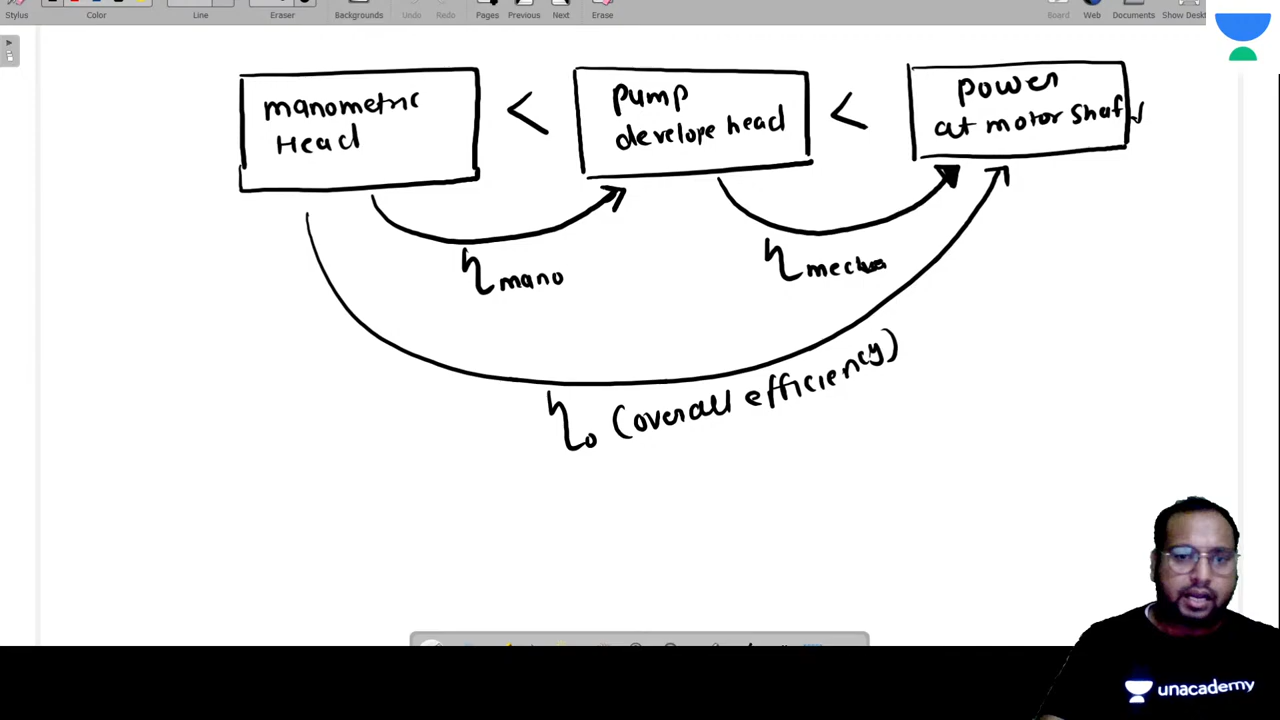 Stylus
Color
Line
Eraser
Backgrounds
Undo
Redo
Pages
Previous
Next
Erase
Board
Web
Documents
Show Desk
manometric
Head
<
pump
develope head
<
power
at motor shaft
η mano
η mech
η o (overall efficiency)
unacademy